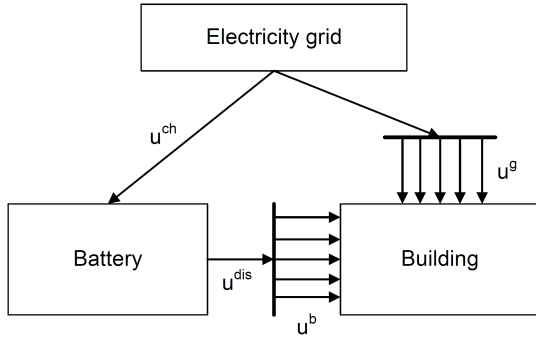 Electricity grid
u^ch
u^g
Battery
Building
u^dis
u^b